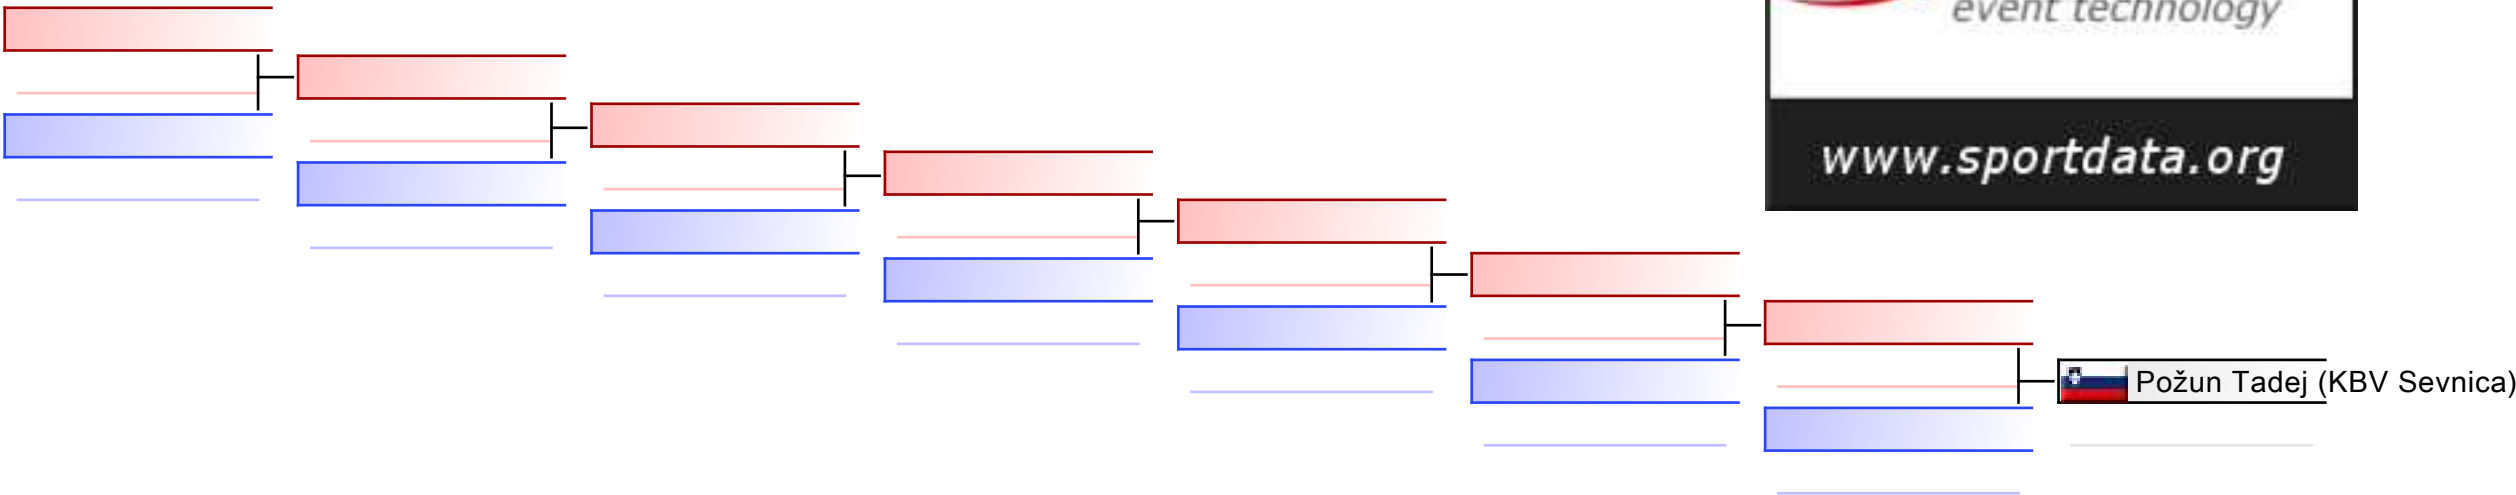 event technology
www.sportdata.org
Požun Tadej (KBV Sevnica)